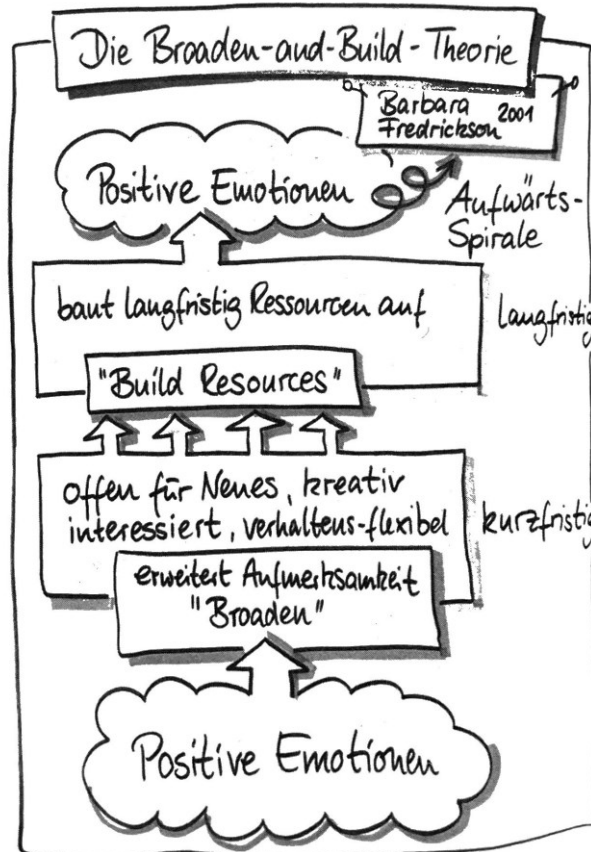 Die Broaden-and-Build-Theorie
Barbara 2001
Fredrickson
Positive Emotionen
Aufwärts-
Spirale
baut langfristig Ressourcen auf
langfristig
"Build Resources"
offen für Neues, kreativ
interessiert, verhaltens-flexibel
kurzfristig
erweitert Aufmerksamkeit
"Broaden"
Positive Emotionen